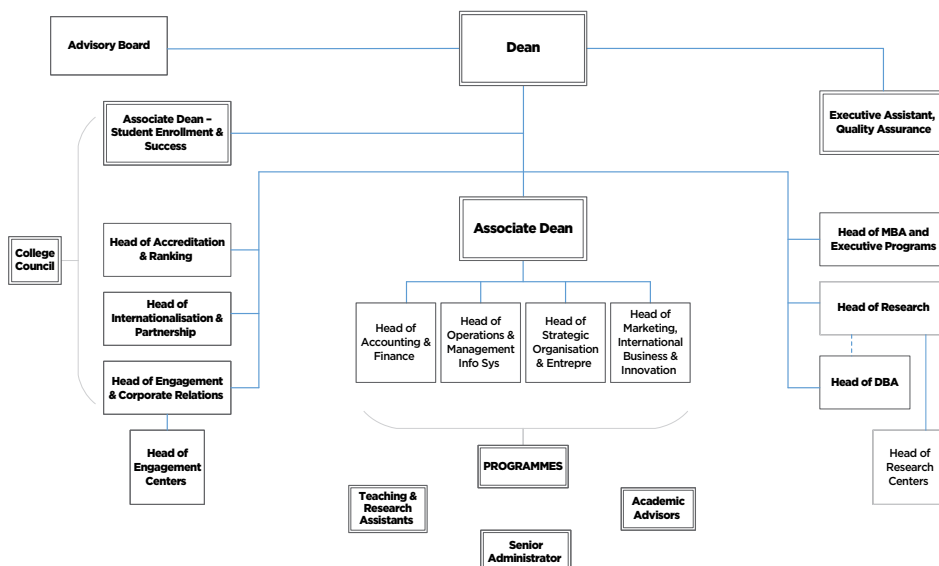 Advisory Board
Dean
Associate Dean –
Student Enrollment &
Success
Executive Assistant,
Quality Assurance
College
Council
Head of Accreditation
& Ranking
Associate Dean
Head of MBA and
Executive Programs
Head of
Internationalisation &
Partnership
Head of
Accounting &
Finance
Head of
Operations &
Management
Info Sys
Head of
Strategic
Organisation
& Entrepre
Head of
Marketing,
International
Business &
Innovation
Head of Research
Head of Engagement
& Corporate Relations
Head of DBA
Head of
Engagement
Centers
PROGRAMMES
Head of
Research
Centers
Teaching &
Research
Assistants
Academic
Advisors
Senior
Administrator